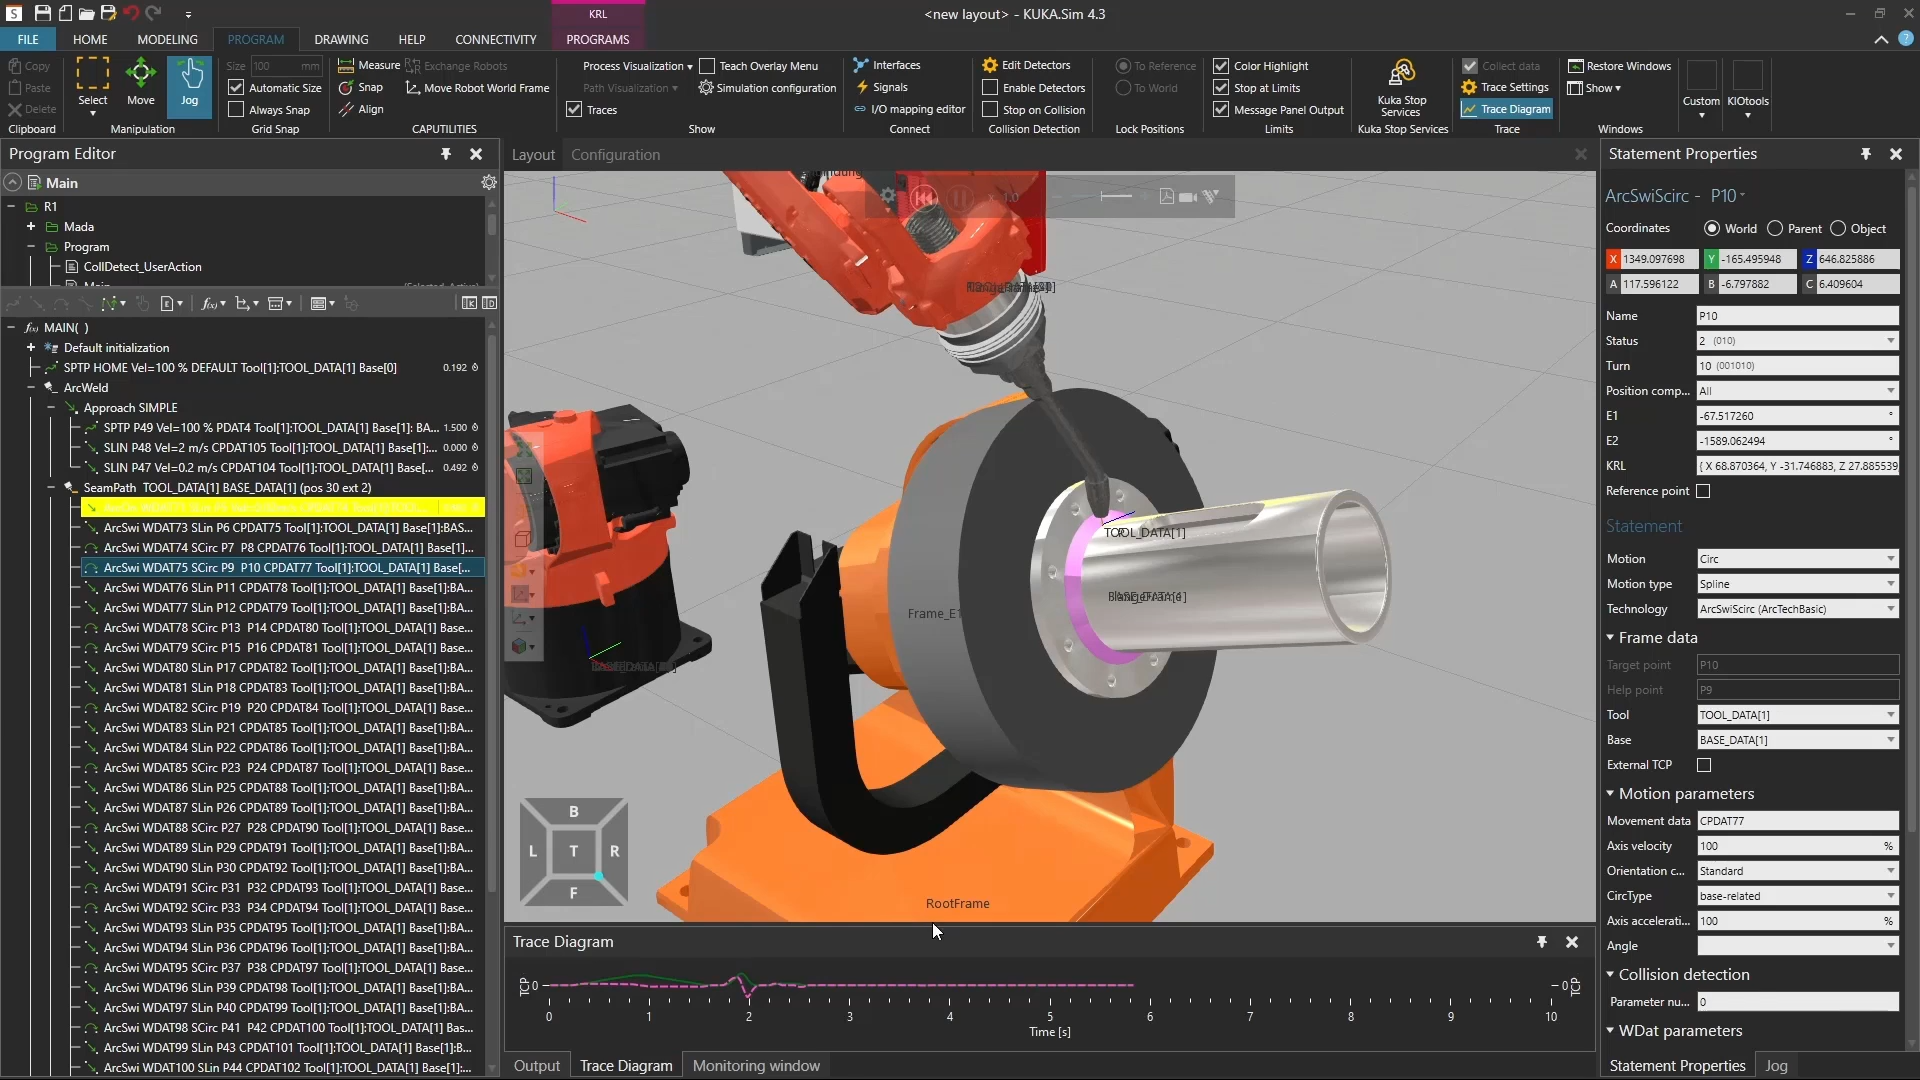 KRL
<new layout> - KUKA.Sim 4.3
FILE HOME MODELING PROGRAM DRAWING HELP CONNECTIVITY PROGRAMS
Copy
Paste
Delete
Clipboard
Select
Move
Jog
Manipulation
Size 100 mm
Automatic Size
Always Snap
Grid Snap
Measure Exchange Robots
Snap Move Robot World Frame
Align
CAPUTILITIES
Process Visualization Teach Overlay Menu
Path Visualization Simulation configuration
Traces
Show
Interfaces
Signals
I/O mapping editor
Connect
Edit Detectors
Enable Detectors
Stop on Collision
Collision Detection
To Reference
To World
Lock Positions
Color Highlight
Stop at Limits
Message Panel Output
Limits
Kuka Stop
Services
Kuka Stop Services
Collect data
Trace Settings
Trace Diagram
Trace
Restore Windows
Show
Windows
Custom
KIOtools
Program Editor
Main
R1
Mada
Program
CollDetect_UserAction
MAIN( )
Default initialization
SPTP HOME Vel=100 % DEFAULT Tool[1]:TOOL_DATA[1] Base[0] 0.192
ArcWeld
Approach SIMPLE
SPTP P49 Vel=100 % PDAT4 Tool[1]:TOOL_DATA[1] Base[1]: BA... 1.500
SLIN P48 Vel=2 m/s CPDAT105 Tool[1]:TOOL_DATA[1] Base[1]:... 0.000
SLIN P47 Vel=0.2 m/s CPDAT104 Tool[1]:TOOL_DATA[1] Base[... 0.492
SeamPath TOOL_DATA[1] BASE_DATA[1] (pos 30 ext 2)
ArcSwi WDAT73 SLin P6 CPDAT75 Tool[1]:TOOL_DATA[1] Base[1]:BAS...
ArcSwi WDAT74 SCirc P7 P8 CPDAT76 Tool[1]:TOOL_DATA[1] Base[1]...
ArcSwi WDAT75 SCirc P9 P10 CPDAT77 Tool[1]:TOOL_DATA[1] Base[...
ArcSwi WDAT76 SLin P11 CPDAT78 Tool[1]:TOOL_DATA[1] Base[1]:BA...
ArcSwi WDAT77 SLin P12 CPDAT79 Tool[1]:TOOL_DATA[1] Base[1]:BA...
ArcSwi WDAT78 SCirc P13 P14 CPDAT80 Tool[1]:TOOL_DATA[1] Base...
ArcSwi WDAT79 SCirc P15 P16 CPDAT81 Tool[1]:TOOL_DATA[1] Base...
ArcSwi WDAT80 SLin P17 CPDAT82 Tool[1]:TOOL_DATA[1] Base[1]:BA...
ArcSwi WDAT81 SLin P18 CPDAT83 Tool[1]:TOOL_DATA[1] Base[1]:BA...
ArcSwi WDAT82 SCirc P19 P20 CPDAT84 Tool[1]:TOOL_DATA[1] Base...
ArcSwi WDAT83 SLin P21 CPDAT85 Tool[1]:TOOL_DATA[1] Base[1]:BA...
ArcSwi WDAT84 SLin P22 CPDAT86 Tool[1]:TOOL_DATA[1] Base[1]:BA...
ArcSwi WDAT85 SCirc P23 P24 CPDAT87 Tool[1]:TOOL_DATA[1] Base...
ArcSwi WDAT86 SLin P25 CPDAT88 Tool[1]:TOOL_DATA[1] Base[1]:BA...
ArcSwi WDAT87 SLin P26 CPDAT89 Tool[1]:TOOL_DATA[1] Base[1]:BA...
ArcSwi WDAT88 SCirc P27 P28 CPDAT90 Tool[1]:TOOL_DATA[1] Base...
ArcSwi WDAT89 SLin P29 CPDAT91 Tool[1]:TOOL_DATA[1] Base[1]:BA...
ArcSwi WDAT90 SLin P30 CPDAT92 Tool[1]:TOOL_DATA[1] Base[1]:BA...
ArcSwi WDAT91 SCirc P31 P32 CPDAT93 Tool[1]:TOOL_DATA[1] Base...
ArcSwi WDAT92 SCirc P33 P34 CPDAT94 Tool[1]:TOOL_DATA[1] Base...
ArcSwi WDAT93 SLin P35 CPDAT95 Tool[1]:TOOL_DATA[1] Base[1]:BA...
ArcSwi WDAT94 SLin P36 CPDAT96 Tool[1]:TOOL_DATA[1] Base[1]:BA...
ArcSwi WDAT95 SCirc P37 P38 CPDAT97 Tool[1]:TOOL_DATA[1] Base...
ArcSwi WDAT96 SLin P39 CPDAT98 Tool[1]:TOOL_DATA[1] Base[1]:BA...
ArcSwi WDAT97 SLin P40 CPDAT99 Tool[1]:TOOL_DATA[1] Base[1]:BA...
ArcSwi WDAT98 SCirc P41 P42 CPDAT100 Tool[1]:TOOL_DATA[1] Bas...
ArcSwi WDAT99 SLin P43 CPDAT101 Tool[1]:TOOL_DATA[1] Base[1]:B...
ArcSwi WDAT100 SLin P44 CPDAT102 Tool[1]:TOOL_DATA[1] Base[1]:...
Layout Configuration
x 1.0
TOOL_DATA[1]
Frame_E1
RootFrame
B
L T R
F
Trace Diagram
TCP 0
0 TCP
0 1 2 3 4 5 6 7 8 9 10
Time [s]
Output Trace Diagram Monitoring window
Statement Properties
ArcSwiScirc - P10
Coordinates World Parent Object
X 1349.097698 Y -165.495948 Z 646.825886
A 117.596122 B -6.797882 C 6.409604
Name P10
Status 2 (010)
Turn 10 (001010)
Position comp... All
E1 -67.517260 °
E2 -1589.062494 °
KRL { X 68.870364, Y -31.746883, Z 27.885539
Reference point
Statement
Motion Circ
Motion type Spline
Technology ArcSwiScirc (ArcTechBasic)
Frame data
Target point P10
Help point P9
Tool TOOL_DATA[1]
Base BASE_DATA[1]
External TCP
Motion parameters
Movement data CPDAT77
Axis velocity 100 %
Orientation c... Standard
CircType base-related
Axis accelerati... 100 %
Angle
Collision detection
Parameter nu... 0
WDat parameters
Statement Properties Jog